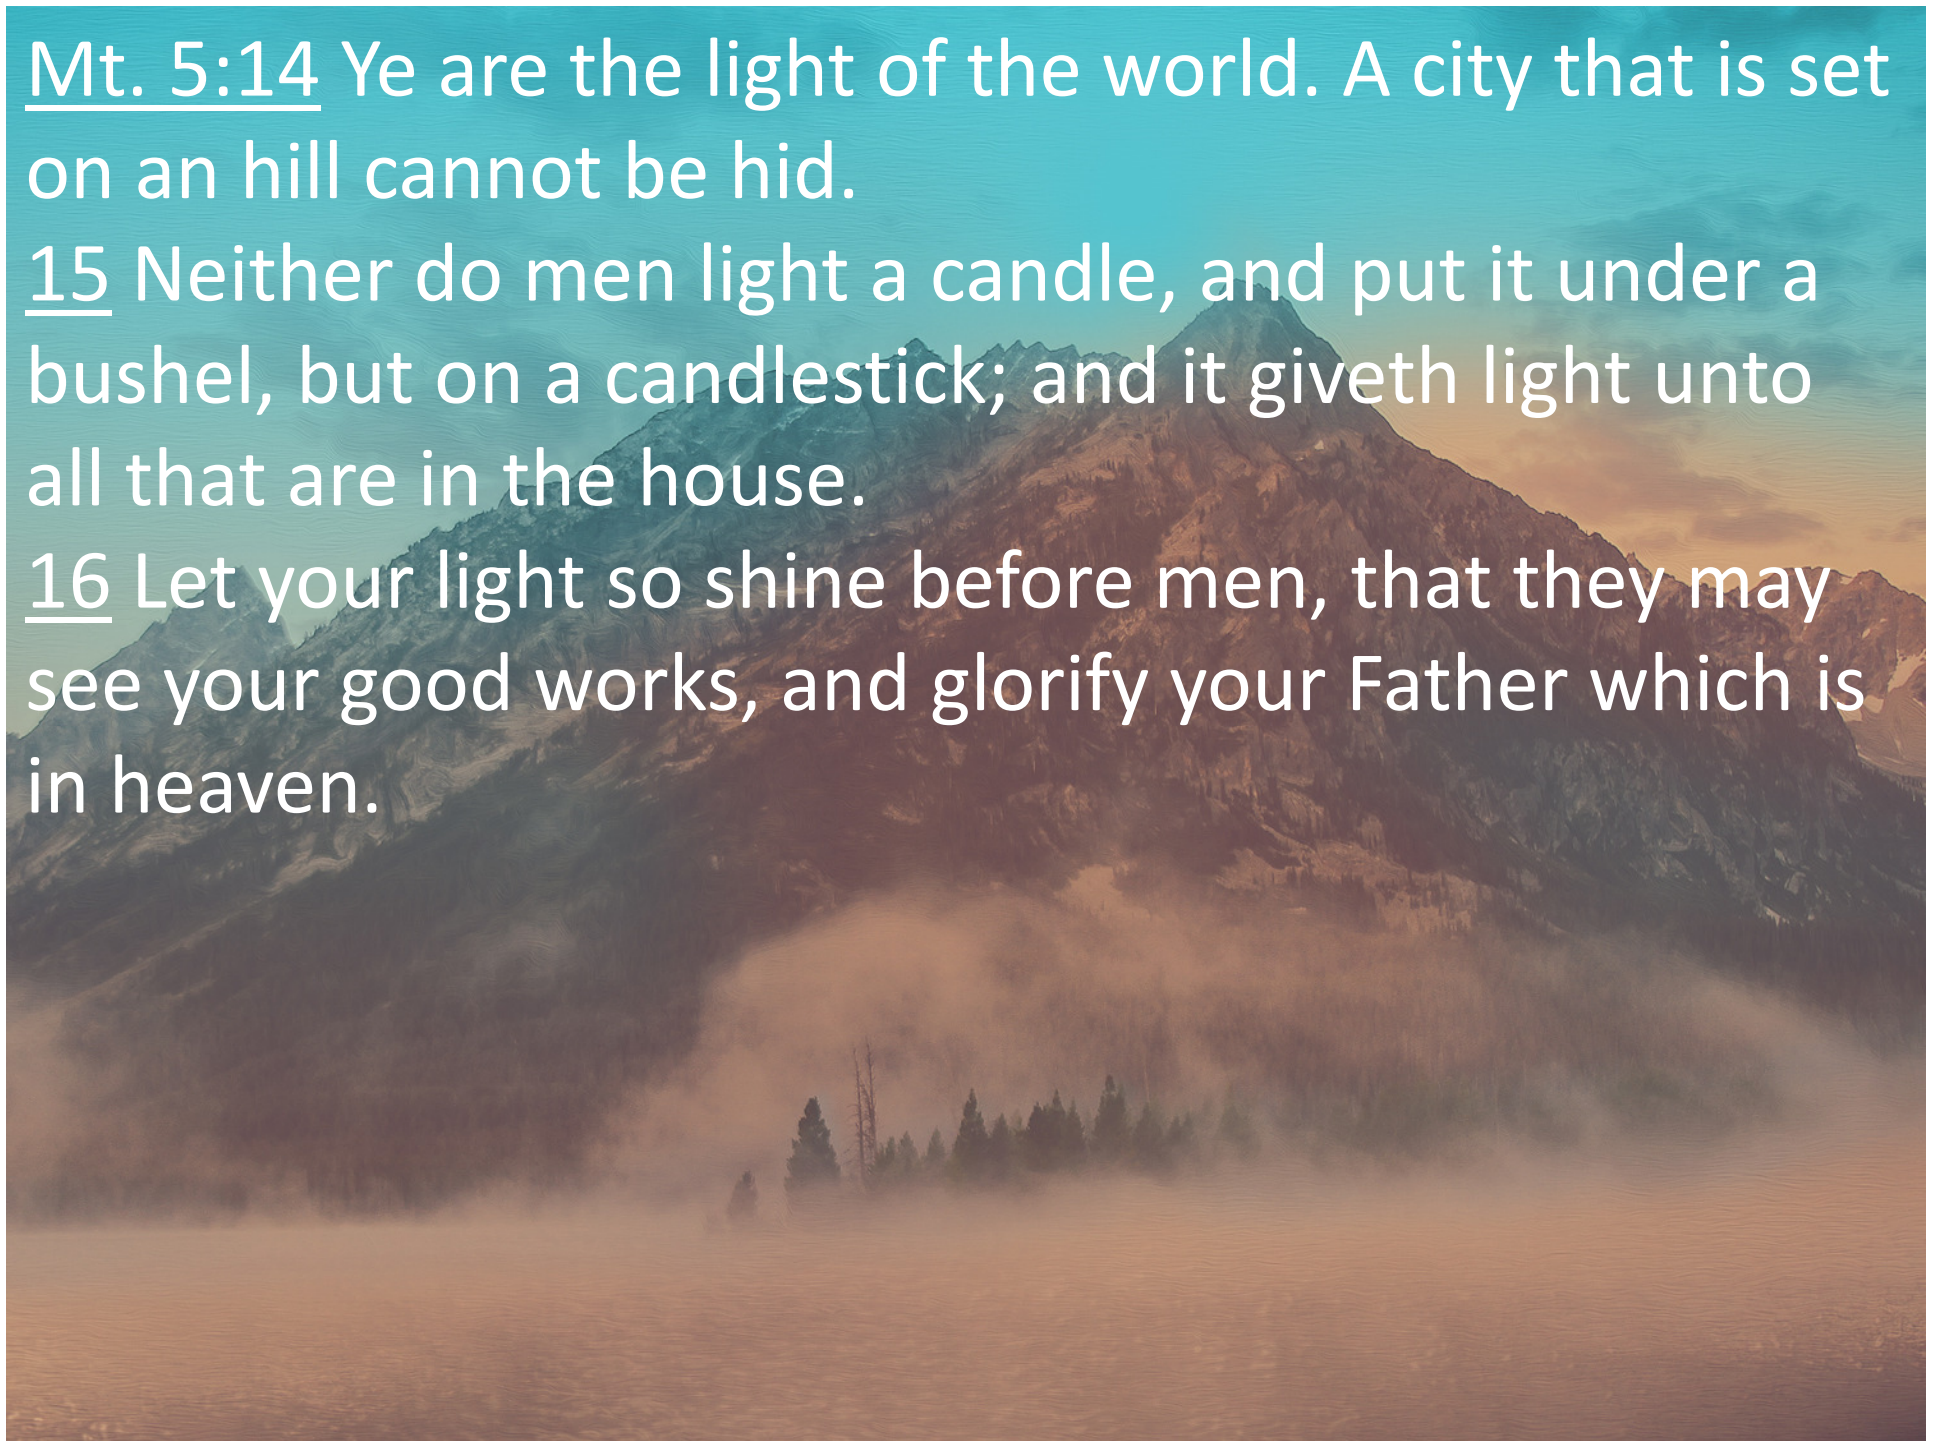 Mt. 5:14 Ye are the light of the world. A city that is set
on an hill cannot be hid.
15 Neither do men light a candle, and put it under a
bushel, but on a candlestick; and it giveth light unto
all that are in the house.
16 Let your light so shine before men, that they may
see your good works, and glorify your Father which is
in heaven.